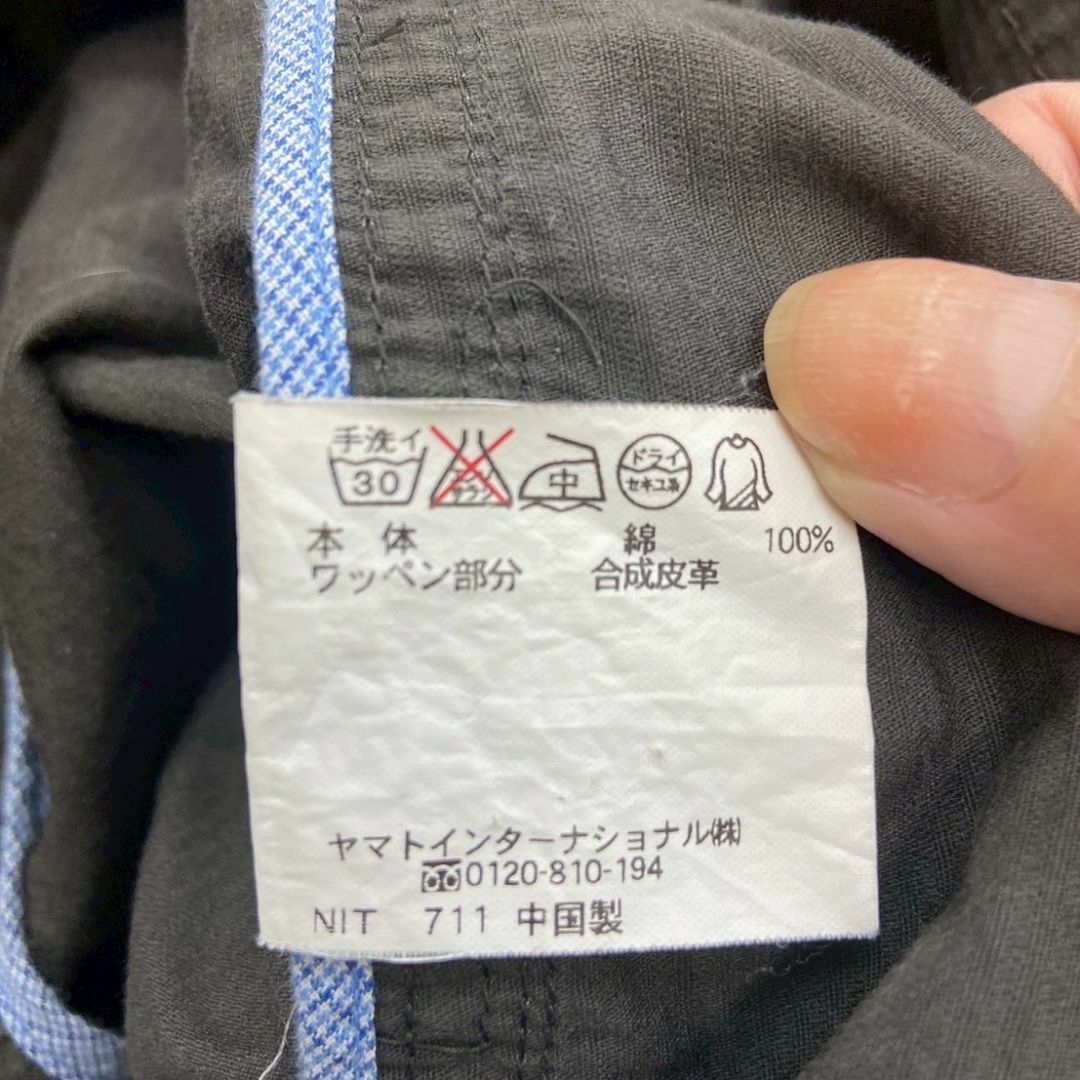 手洗イ
30
中
ドライ
セキユ系
本体 綿 100%
ワッペン部分 合成皮革
ヤマトインターナショナル㈱
0120-810-194
NIT 711 中国製